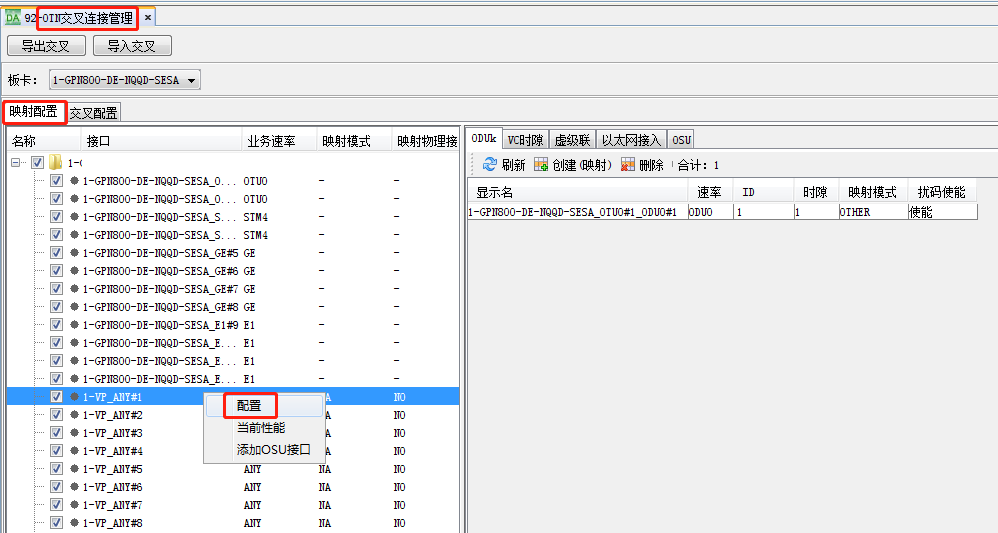 DA 92-OTN交叉连接管理 ×
导出交叉 导入交叉
板卡： 1-GPN800-DE-NQQD-SESA
映射配置 交叉配置
名称 接口 业务速率 映射模式 映射物理接
1-(
1-GPN800-DE-NQQD-SESA_O... OTU0 - -
1-GPN800-DE-NQQD-SESA_O... OTU0 - -
1-GPN800-DE-NQQD-SESA_S... STM4 - -
1-GPN800-DE-NQQD-SESA_S... STM4 - -
1-GPN800-DE-NQQD-SESA_GE#5 GE - -
1-GPN800-DE-NQQD-SESA_GE#6 GE - -
1-GPN800-DE-NQQD-SESA_GE#7 GE - -
1-GPN800-DE-NQQD-SESA_GE#8 GE - -
1-GPN800-DE-NQQD-SESA_E1#9 E1 - -
1-GPN800-DE-NQQD-SESA_E... E1 - -
1-GPN800-DE-NQQD-SESA_E... E1 - -
1-GPN800-DE-NQQD-SESA_E... E1 - -
1-VP_ANY#1 NA NO
1-VP_ANY#2 NA NO
1-VP_ANY#3 NA NO
1-VP_ANY#4 NA NO
1-VP_ANY#5 ANY NA NO
1-VP_ANY#6 ANY NA NO
1-VP_ANY#7 ANY NA NO
1-VP_ANY#8 ANY NA NO
配置
当前性能
添加OSU接口
ODUk VC时隙 虚级联 以太网接入 OSU
刷新 创建(映射) 删除 合计：1
显示名 速率 ID 时隙 映射模式 扰码使能
1-GPN800-DE-NQQD-SESA_OTU0#1_ODU0#1 ODU0 1 1 OTHER 使能